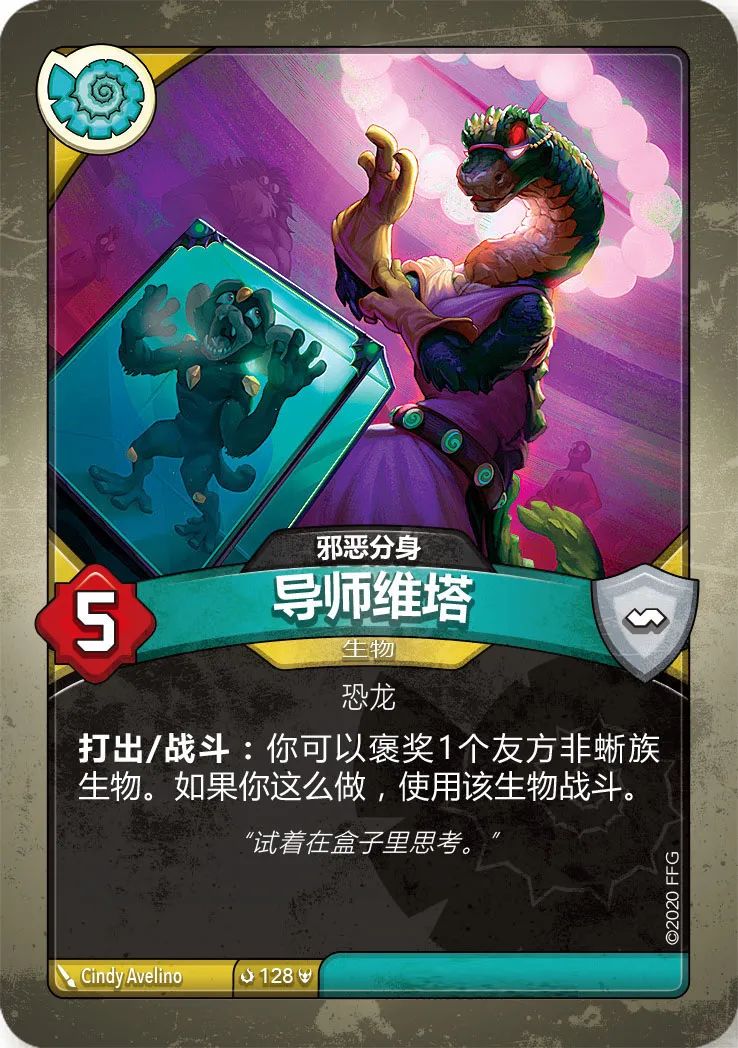 邪恶分身
导师维塔
5
生物
恐龙
打出/战斗：你可以褒奖1个友方非蜥族
生物。如果你这么做，使用该生物战斗。
“试着在盒子里思考。”
©2020 FFG
Cindy Avelino
128